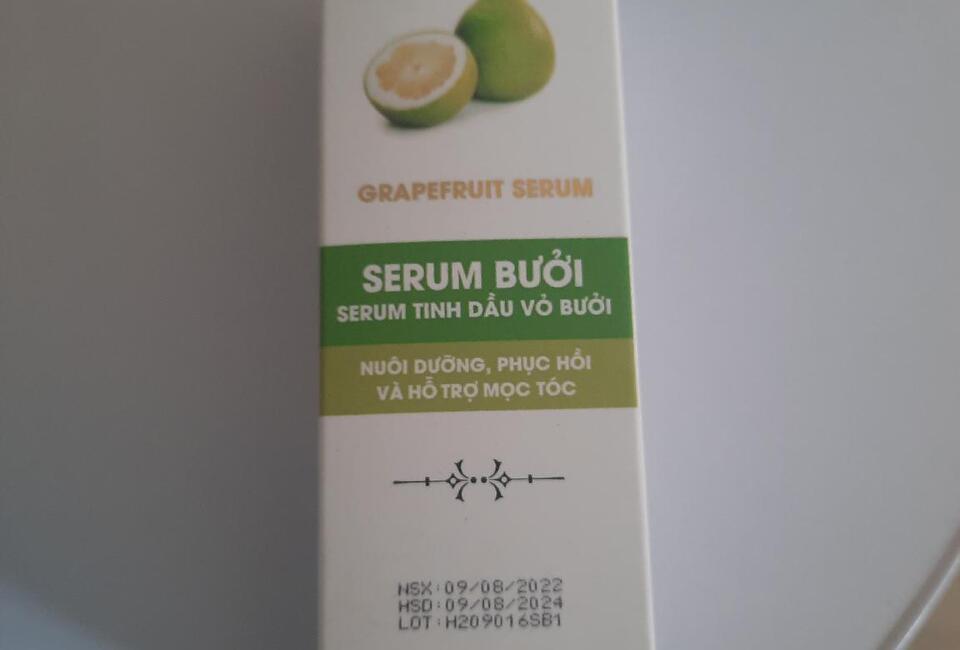 GRAPEFRUIT SERUM
SERUM BƯỞI
SERUM TINH DẦU VỎ BƯỞI
NUÔI DƯỠNG, PHỤC HỒI
VÀ HỖ TRỢ MỌC TÓC
NSX:09/08/2022
HSD:09/08/2024
LOT:H209016SB1